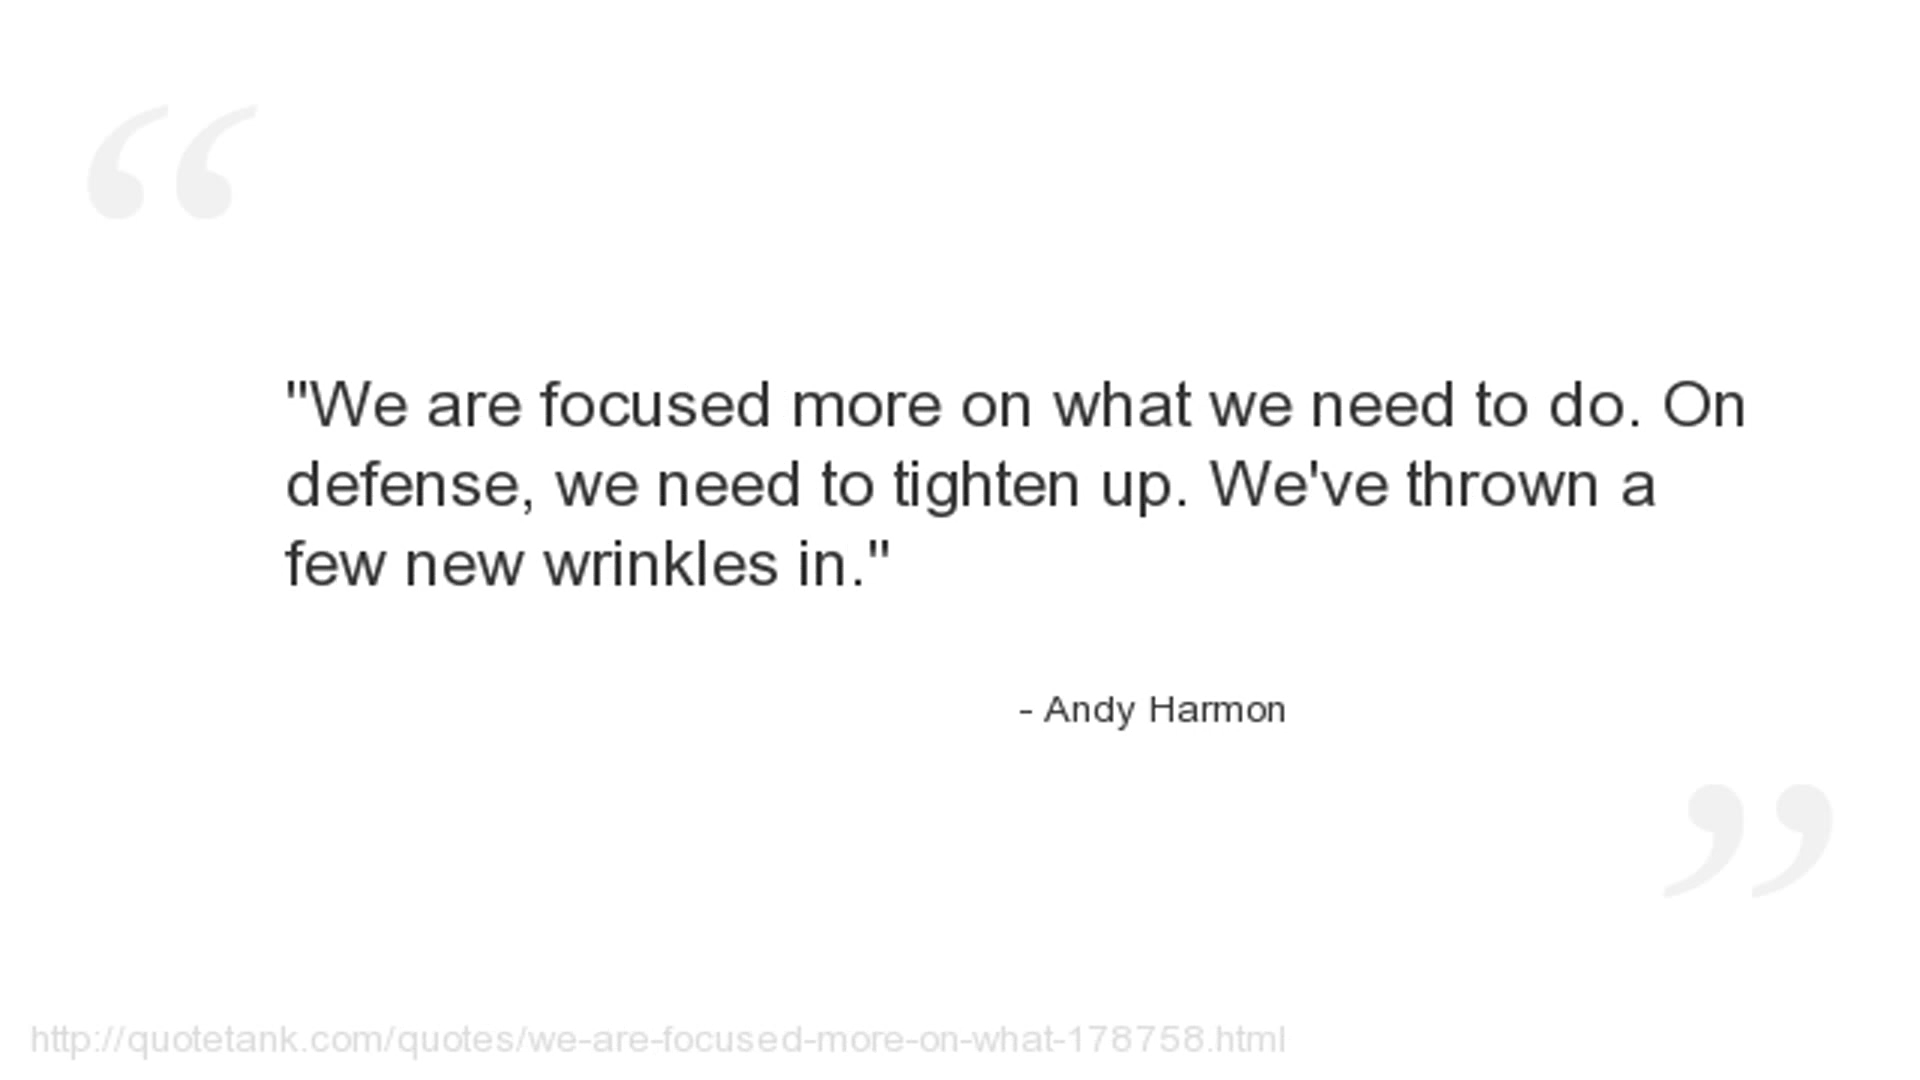 "We are focused more on what we need to do. On
defense, we need to tighten up. We've thrown a
few new wrinkles in."
- Andy Harmon
http://quotetank.com/quotes/we-are-focused-more-on-what-178758.html